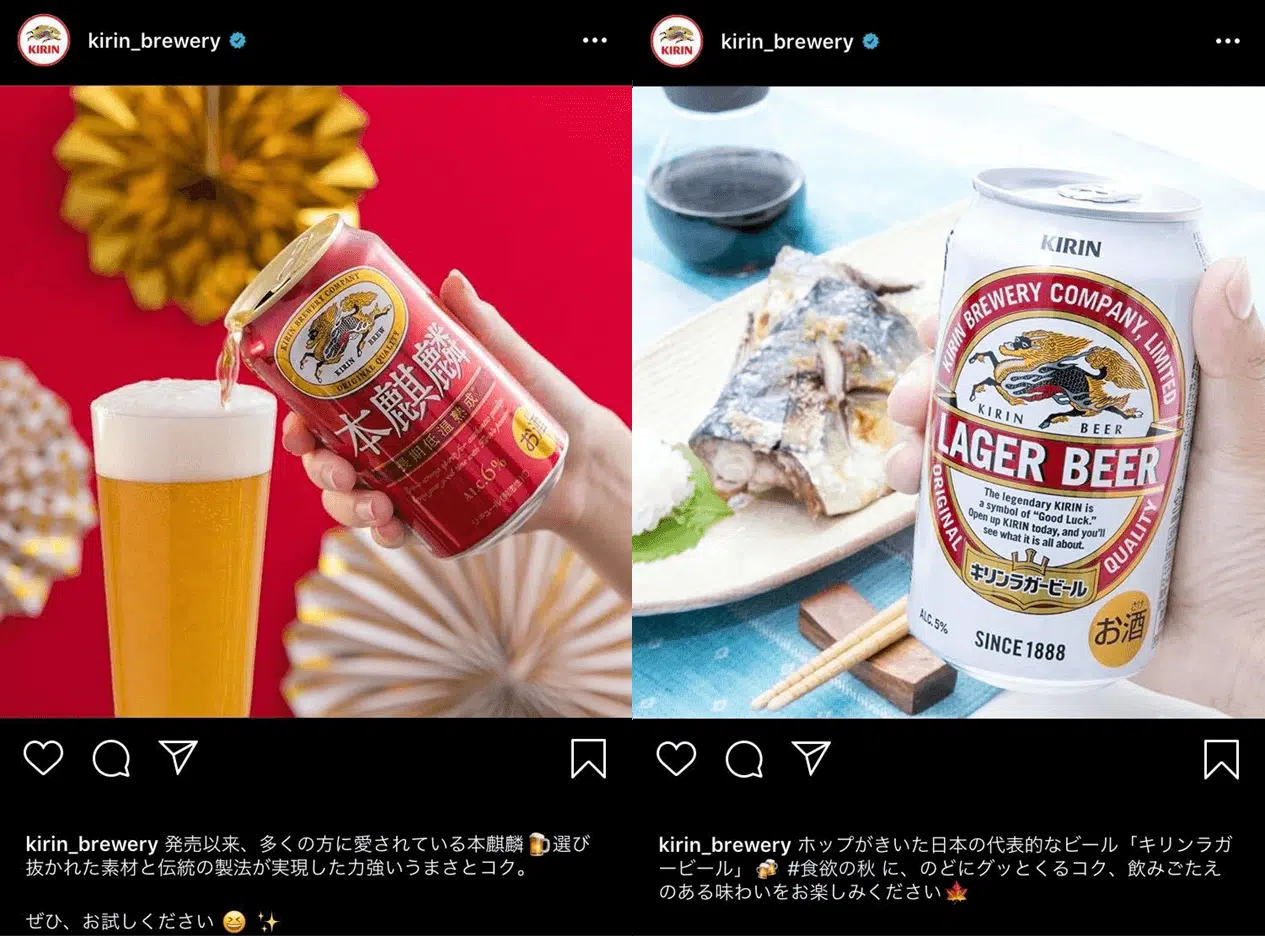 KIRIN
kirin_brewery
KIRIN BREWERY COMPANY
KIRIN BREW
ORIGINAL QUALITY
本麒麟
長期低温熟成
ALC.6%
お酒
kirin_brewery 発売以来、多くの方に愛されている本麒麟🍺選び
抜かれた素材と伝統の製法が実現した力強いうまさとコク。
ぜひ、お試しください 😆 ✨
KIRIN
kirin_brewery
KIRIN
KIRIN BREWERY COMPANY, LIMITED
KIRIN BEER
LAGER BEER
The legendary KIRIN is
a symbol of "Good Luck."
Open up KIRIN today, and you'll
see what it is all about.
ORIGINAL QUALITY
キリンラガービール
ALC.5%
SINCE 1888
さけ
お酒
kirin_brewery ホップがきいた日本の代表的なビール「キリンラガ
ービール」🍻 #食欲の秋 に、のどにグッとくるコク、飲みごたえ
のある味わいをお楽しみください🍁